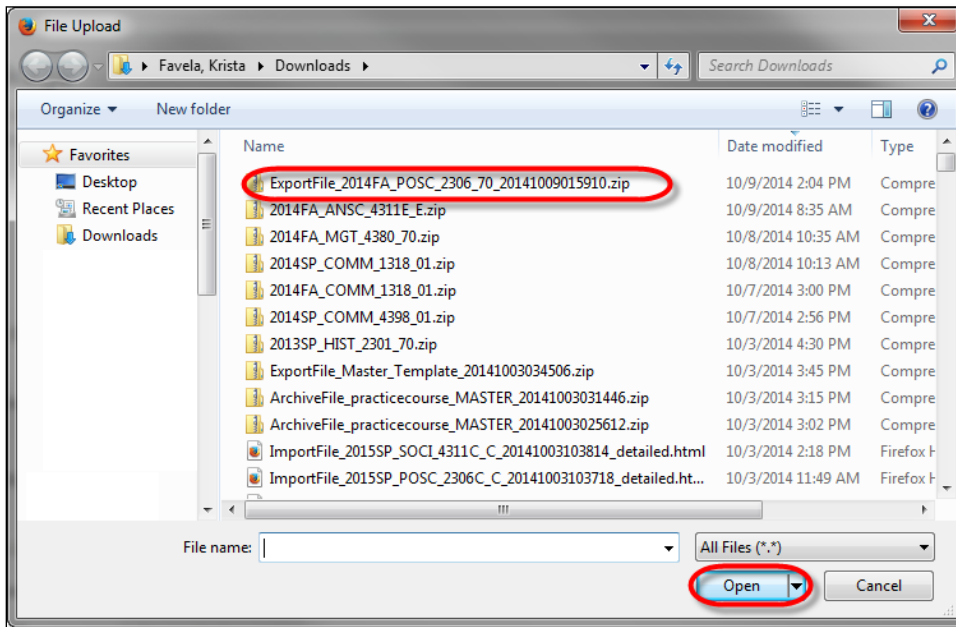 File Upload
Favela, Krista Downloads
Search Downloads
Organize New folder
Name Date modified Type
Favorites
Desktop
Recent Places
Downloads
ExportFile_2014FA_POSC_2306_70_20141009015910.zip 10/9/2014 2:04 PM Compre
2014FA_ANSC_4311E_E.zip 10/9/2014 8:35 AM Compre
2014FA_MGT_4380_70.zip 10/8/2014 10:35 AM Compre
2014SP_COMM_1318_01.zip 10/8/2014 10:13 AM Compre
2014FA_COMM_1318_01.zip 10/7/2014 3:00 PM Compre
2014SP_COMM_4398_01.zip 10/7/2014 2:56 PM Compre
2013SP_HIST_2301_70.zip 10/3/2014 4:30 PM Compre
ExportFile_Master_Template_20141003034506.zip 10/3/2014 3:45 PM Compre
ArchiveFile_practicecourse_MASTER_20141003031446.zip 10/3/2014 3:15 PM Compre
ArchiveFile_practicecourse_MASTER_20141003025612.zip 10/3/2014 3:02 PM Compre
ImportFile_2015SP_SOCI_4311C_C_20141003103814_detailed.html 10/3/2014 2:18 PM Firefox H
ImportFile_2015SP_POSC_2306C_C_20141003103718_detailed.ht... 10/3/2014 11:49 AM Firefox H
File name: All Files (*.*)
Open Cancel